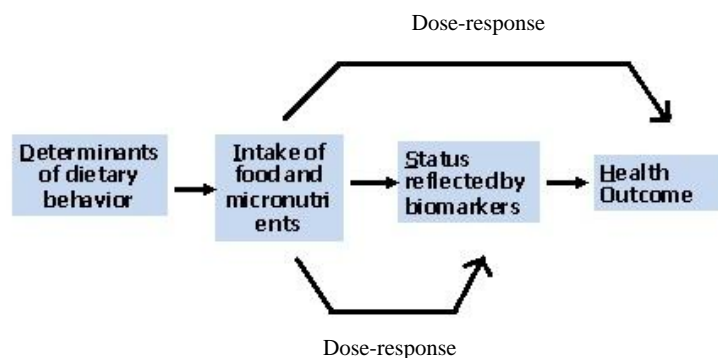 Dose-response
Determinants
of dietary
behavior
Intake of
food and
micronutri
ents
Status
reflected by
biomarkers
Health
Outcome
Dose-response